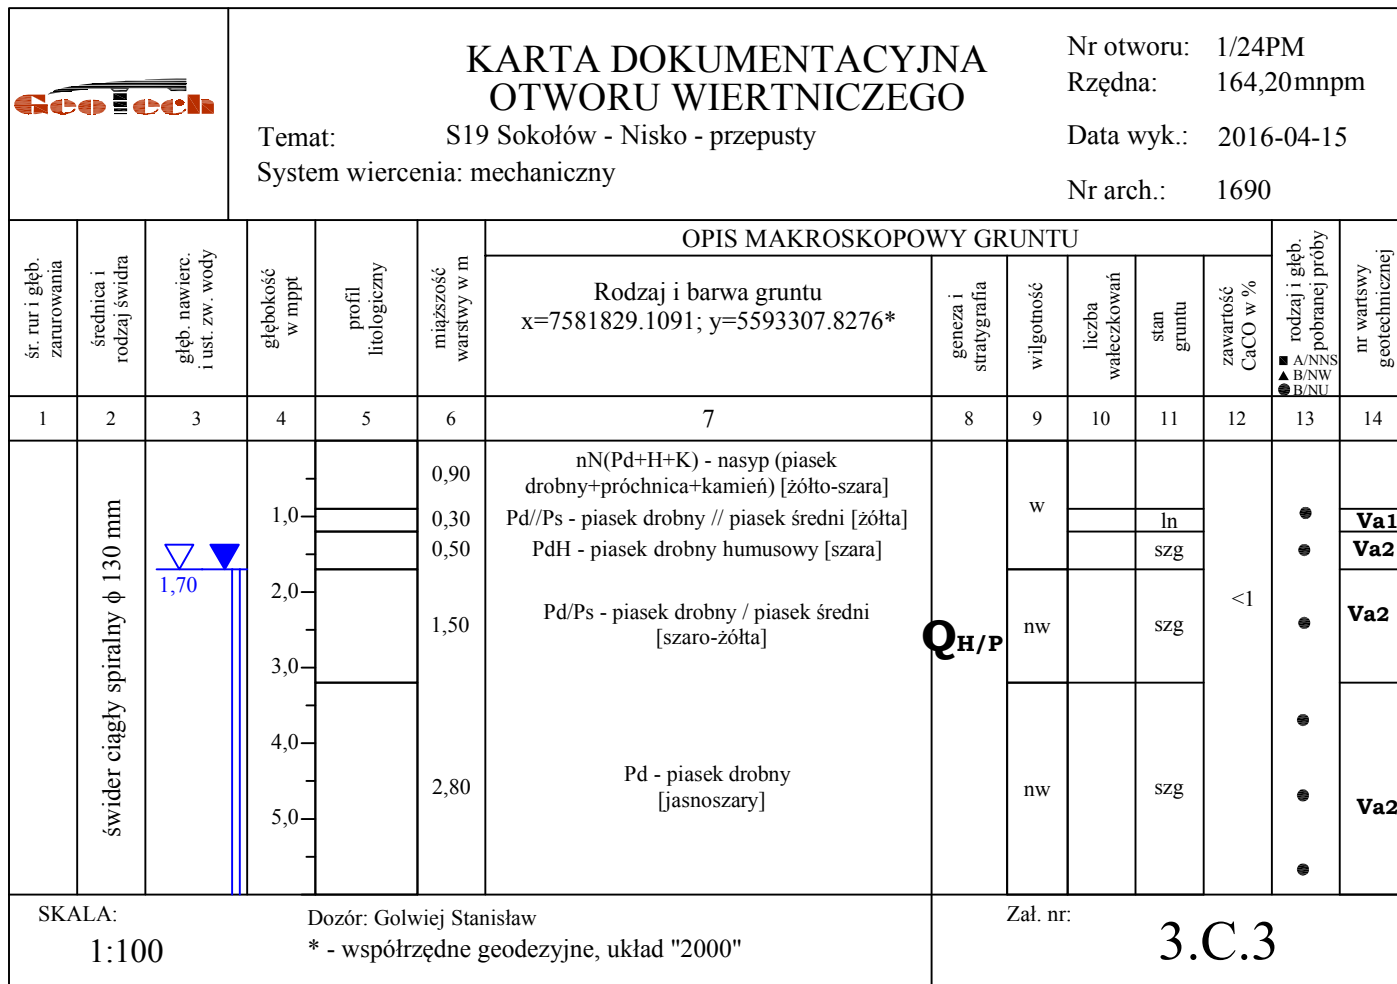 GeoTech
KARTA DOKUMENTACYJNA
OTWORU WIERTNICZEGO
Temat: S19 Sokołów - Nisko - przepusty
System wiercenia: mechaniczny
Nr otworu: 1/24PM
Rzędna: 164,20mnpm
Data wyk.: 2016-04-15
Nr arch.: 1690
śr. rur i głęb.
zarurowania
średnica i
rodzaj świdra
głęb. nawierc.
i ust. zw. wody
głębokość
w mppt
profil
litologiczny
miąższość
warstwy w m
OPIS MAKROSKOPOWY GRUNTU
Rodzaj i barwa gruntu
x=7581829.1091; y=5593307.8276*
geneza i
stratygrafia
wilgotność
liczba
wałeczkowań
stan
gruntu
zawartość
CaCO w %
rodzaj i głęb.
pobranej próby
■ A/NNS
▲ B/NW
● B/NU
nr wartswy
geotechnicznej
1 2 3 4 5 6 7 8 9 10 11 12 13 14
świder ciągły spiralny ϕ 130 mm
1,70
1,0
2,0
3,0
4,0
5,0
0,90
nN(Pd+H+K) - nasyp (piasek
drobny+próchnica+kamień) [żółto-szara]
w
0,30 Pd//Ps - piasek drobny // piasek średni [żółta] ln Va1
0,50 PdH - piasek drobny humusowy [szara] szg Va2
1,50
Pd/Ps - piasek drobny / piasek średni
[szaro-żółta]
QH/P
nw szg <1 Va2
2,80
Pd - piasek drobny
[jasnoszary]
nw szg Va2
SKALA:
1:100
Dozór: Golwiej Stanisław
* - współrzędne geodezyjne, układ "2000"
Zał. nr:
3.C.3